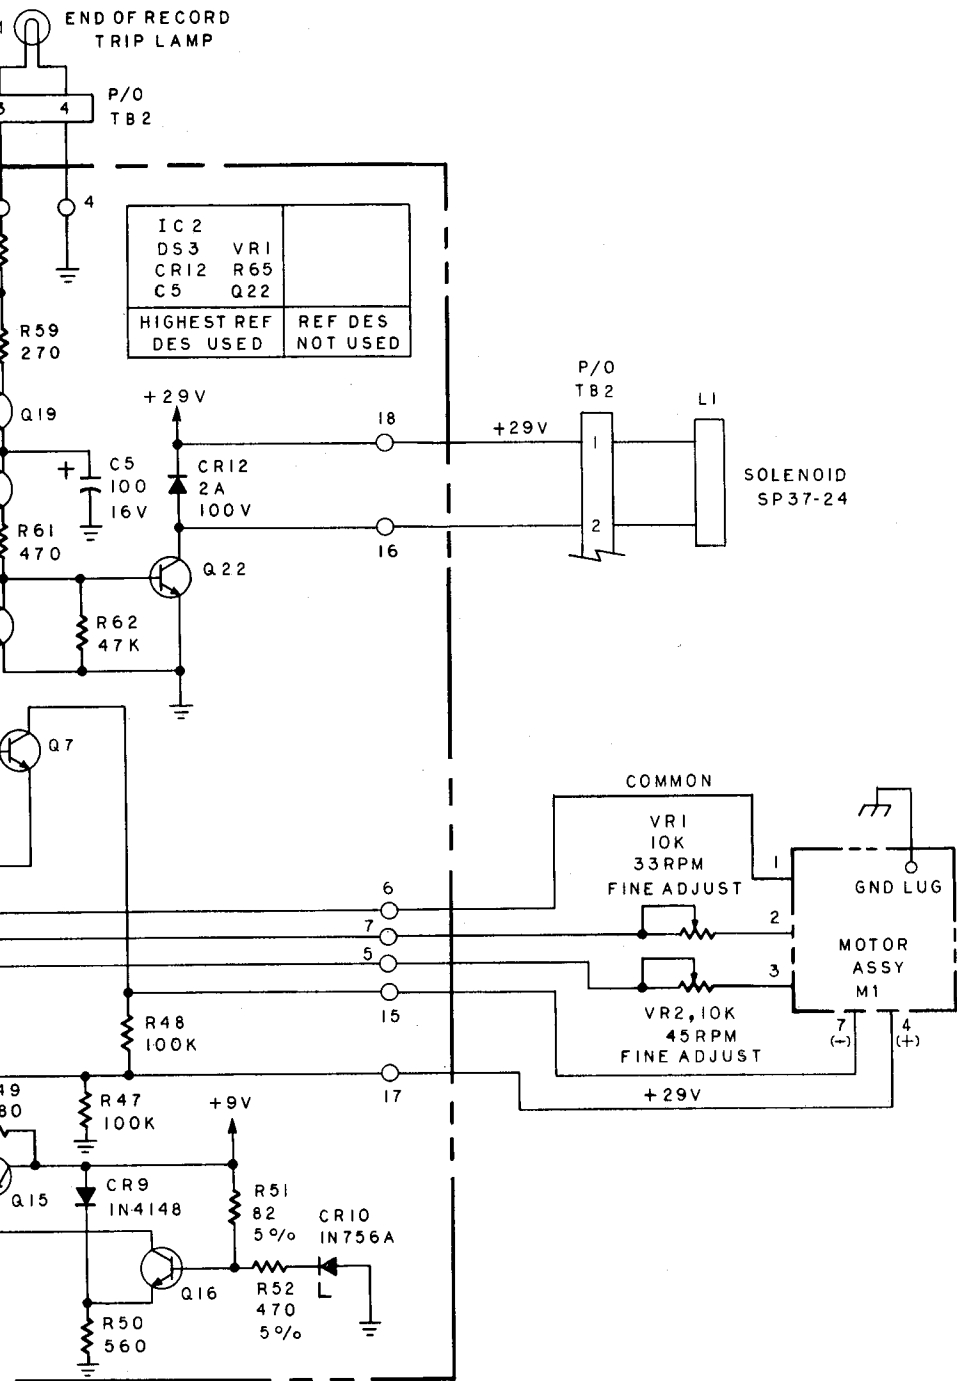 END OF RECORD
TRIP LAMP
P/O
TB2
3 4
4
IC2
DS3 VR1
CR12 R65
C5 Q22
HIGHEST REF
DES USED
REF DES
NOT USED
R59
270
Q19
+29V
+
C5
100
16V
CR12
2A
100V
18
+29V
P/O
TB2
1
2
L1
SOLENOID
SP37-24
R61
470
16
Q22
R62
47K
Q7
COMMON
VR1
10K
33RPM
FINE ADJUST
1
GND LUG
6
7
2
MOTOR
ASSY
M1
5
3
15
VR2, 10K
45RPM
FINE ADJUST
7
(-)
4
(+)
R48
100K
17
+29V
49
80
R47
100K
+9V
Q15
CR9
IN4148
R51
82
5%
CR10
IN756A
Q16
R52
470
5%
R50
560